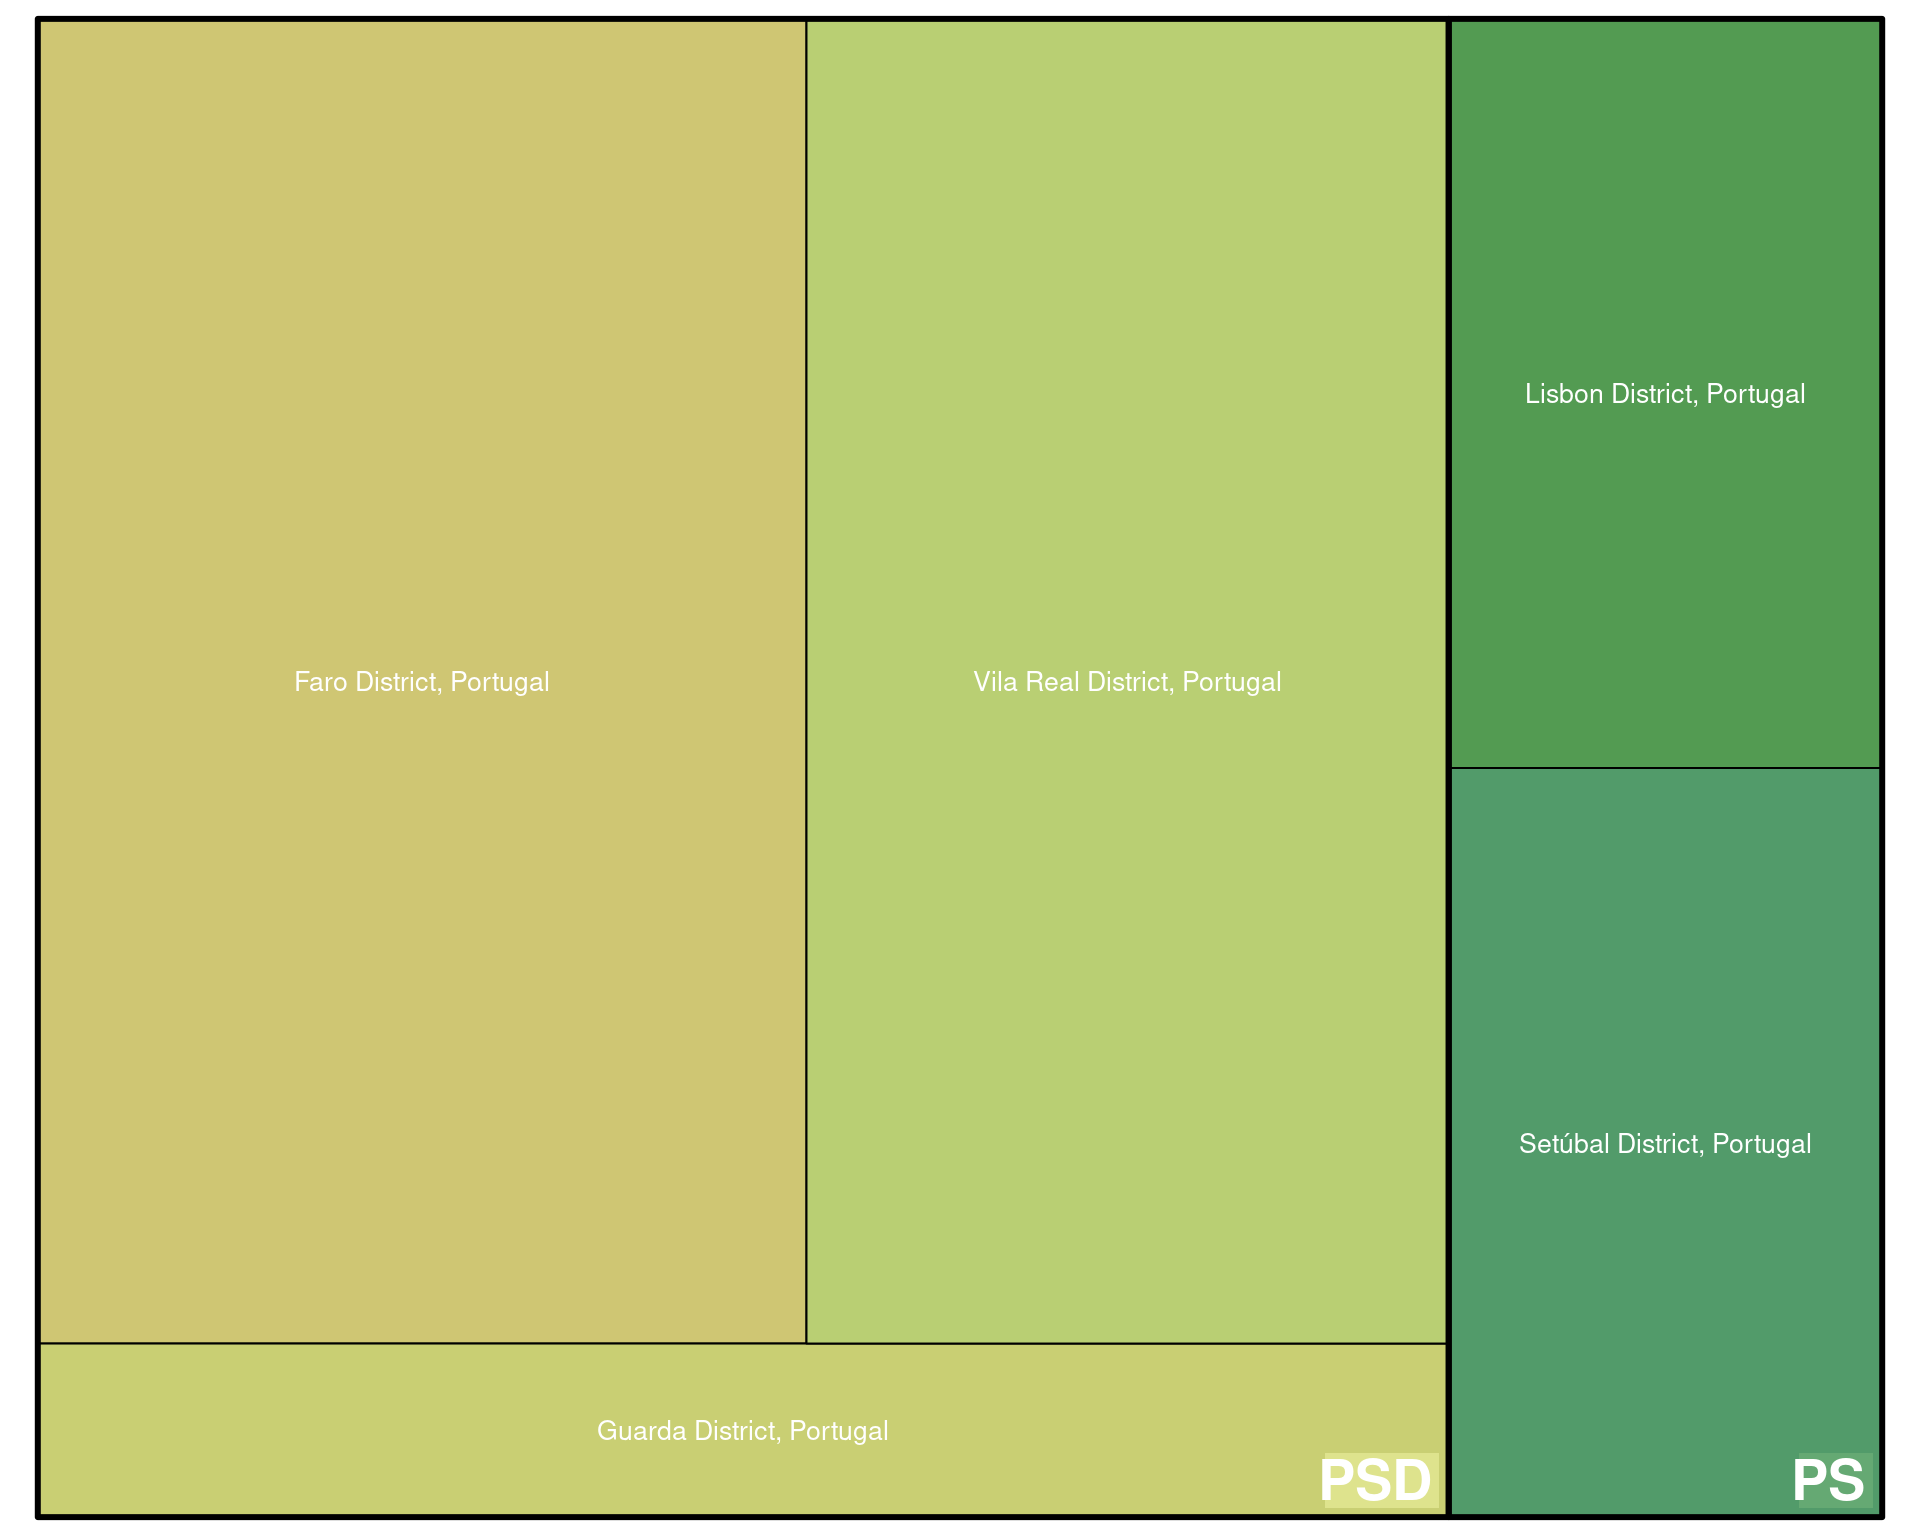 Faro District, Portugal
Vila Real District, Portugal
Guarda District, Portugal
PSD
Lisbon District, Portugal
Setúbal District, Portugal
PS